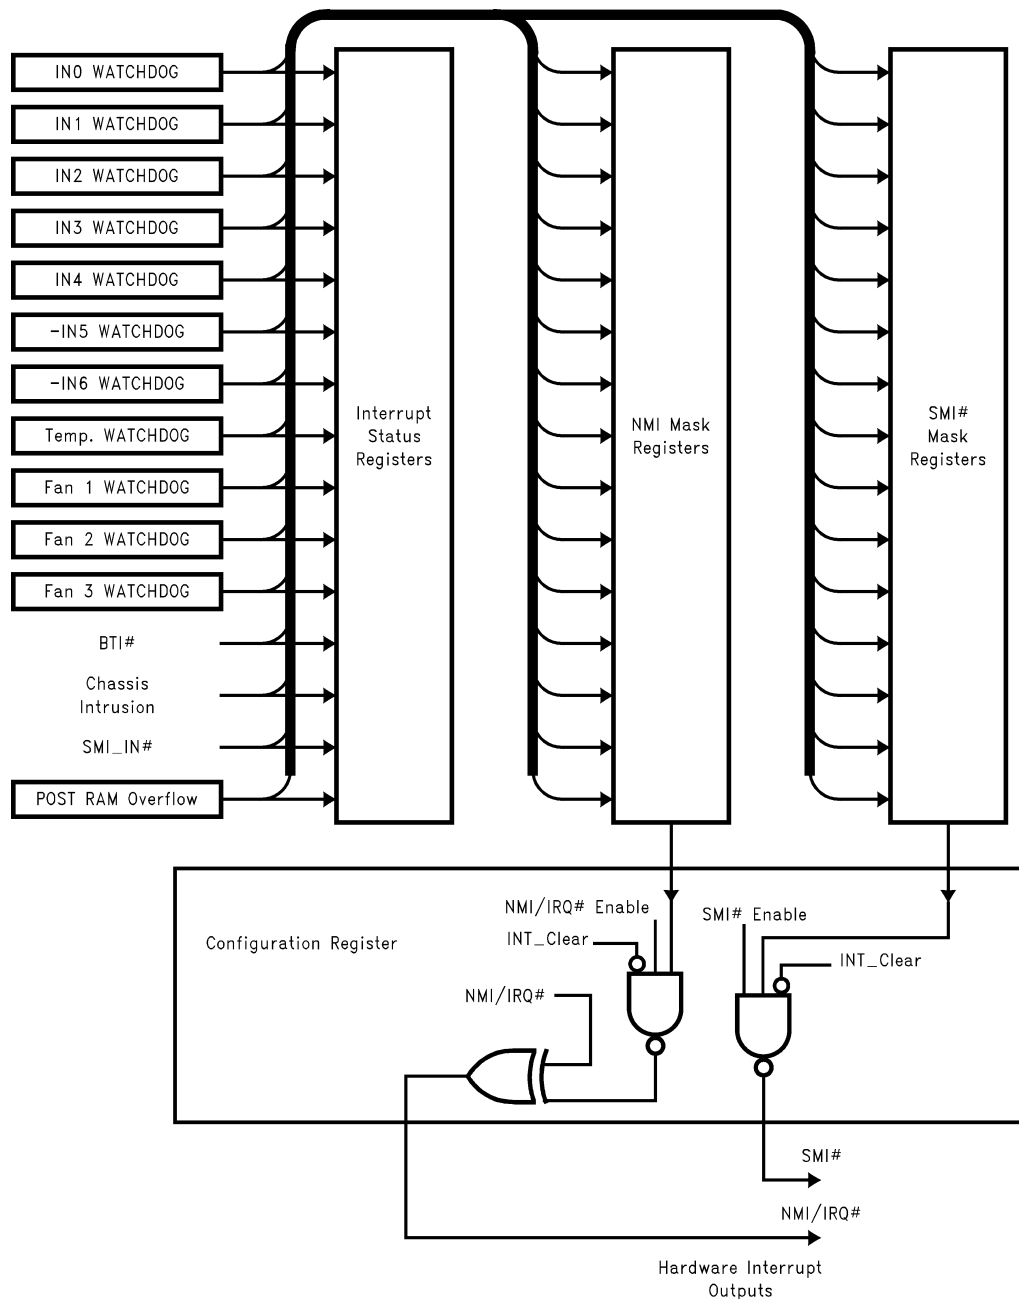 IN0 WATCHDOG
IN1 WATCHDOG
IN2 WATCHDOG
IN3 WATCHDOG
IN4 WATCHDOG
-IN5 WATCHDOG
-IN6 WATCHDOG
Temp. WATCHDOG
Fan 1 WATCHDOG
Fan 2 WATCHDOG
Fan 3 WATCHDOG
BTI#
Chassis
Intrusion
SMI_IN#
POST RAM Overflow
Interrupt
Status
Registers
NMI Mask
Registers
SMI#
Mask
Registers
Configuration Register
NMI/IRQ# Enable
INT_Clear
NMI/IRQ#
SMI# Enable
INT_Clear
SMI#
NMI/IRQ#
Hardware Interrupt
Outputs